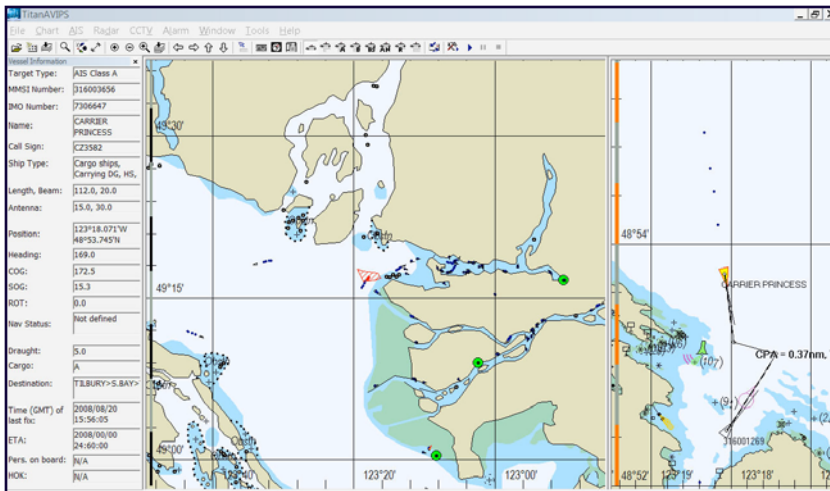 TitanAVIPS
File Chart AIS Radar CCTV Alarm Window Tools Help
Vessel Information
Target Type: AIS Class A
MMSI Number: 316003656
IMO Number: 7306647
Name: CARRIER
PRINCESS
Call Sign: CZ3582
Ship Type: Cargo ships,
Carrying DG, HS,
Length, Beam: 112.0, 20.0
Antenna: 15.0, 30.0
Position: 123°18.071'W
48°53.745'N
Heading: 169.0
COG: 172.5
SOG: 15.3
ROT: 0.0
Nav Status: Not defined
Draught: 5.0
Cargo: A
Destination: TILBURY>S.BAY>
Time (GMT) of
last fix: 2008/08/20
15:56:05
ETA: 2008/00/00
24:60:00
Pers. on board: N/A
HOK: N/A
49°30'
49°15'
49°00'
123°40'
123°20'
123°00'
48°54'
CARRIER PRINCESS
CPA = 0.37nm,
(107)
316001269
48°52'
123°19'
123°18'